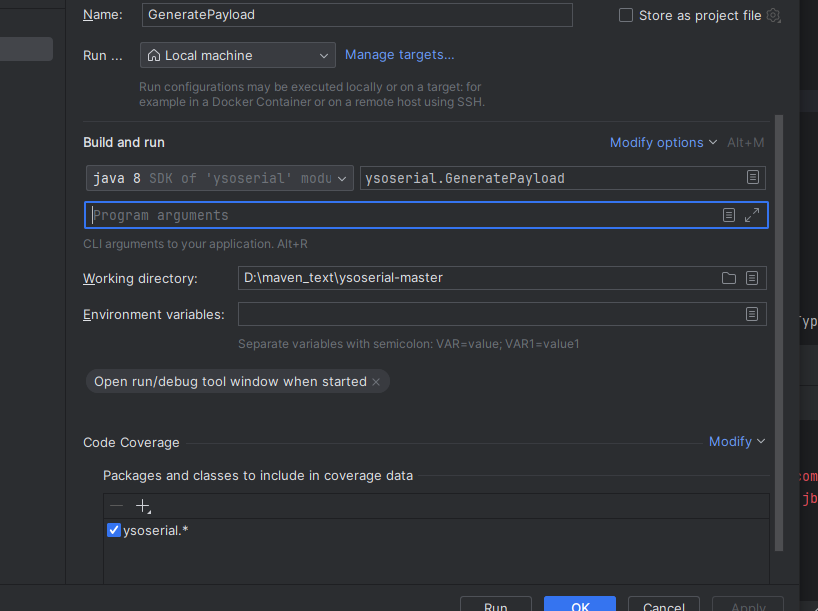 Name: GeneratePayload Store as project file
Run ... Local machine Manage targets...
Run configurations may be executed locally or on a target: for
example in a Docker Container or on a remote host using SSH.
Build and run Modify options Alt+M
java 8 SDK of 'ysoserial' modu ysoserial.GeneratePayload
Program arguments
CLI arguments to your application. Alt+R
Working directory: D:\maven_text\ysoserial-master
Environment variables:
Typ
Separate variables with semicolon: VAR=value; VAR1=value1
Open run/debug tool window when started
Code Coverage Modify
Packages and classes to include in coverage data
com
jb
ysoserial.*
Run OK Cancel Apply